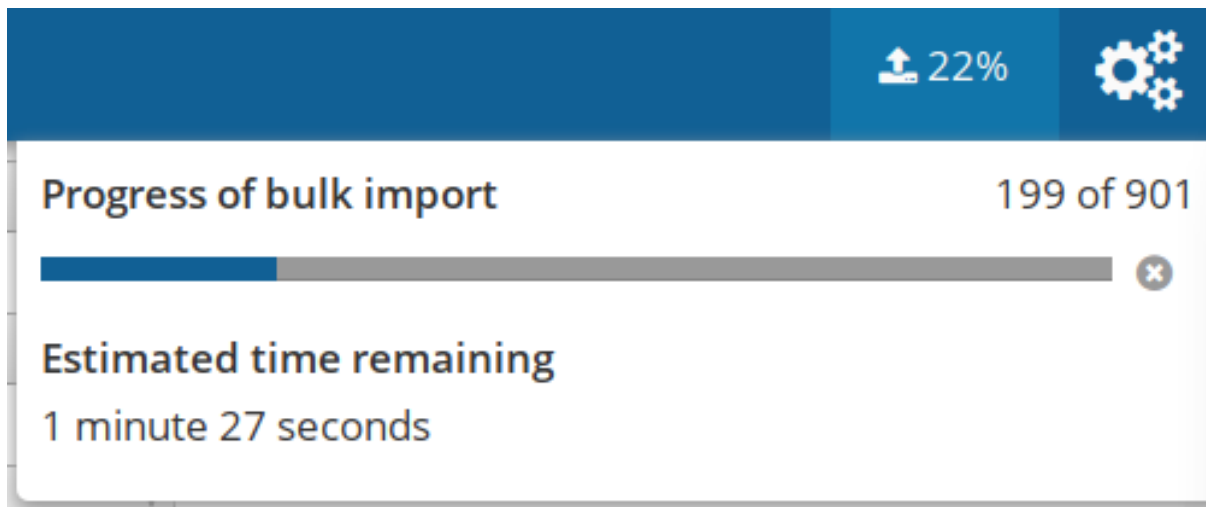 22%
Progress of bulk import 199 of 901
Estimated time remaining
1 minute 27 seconds